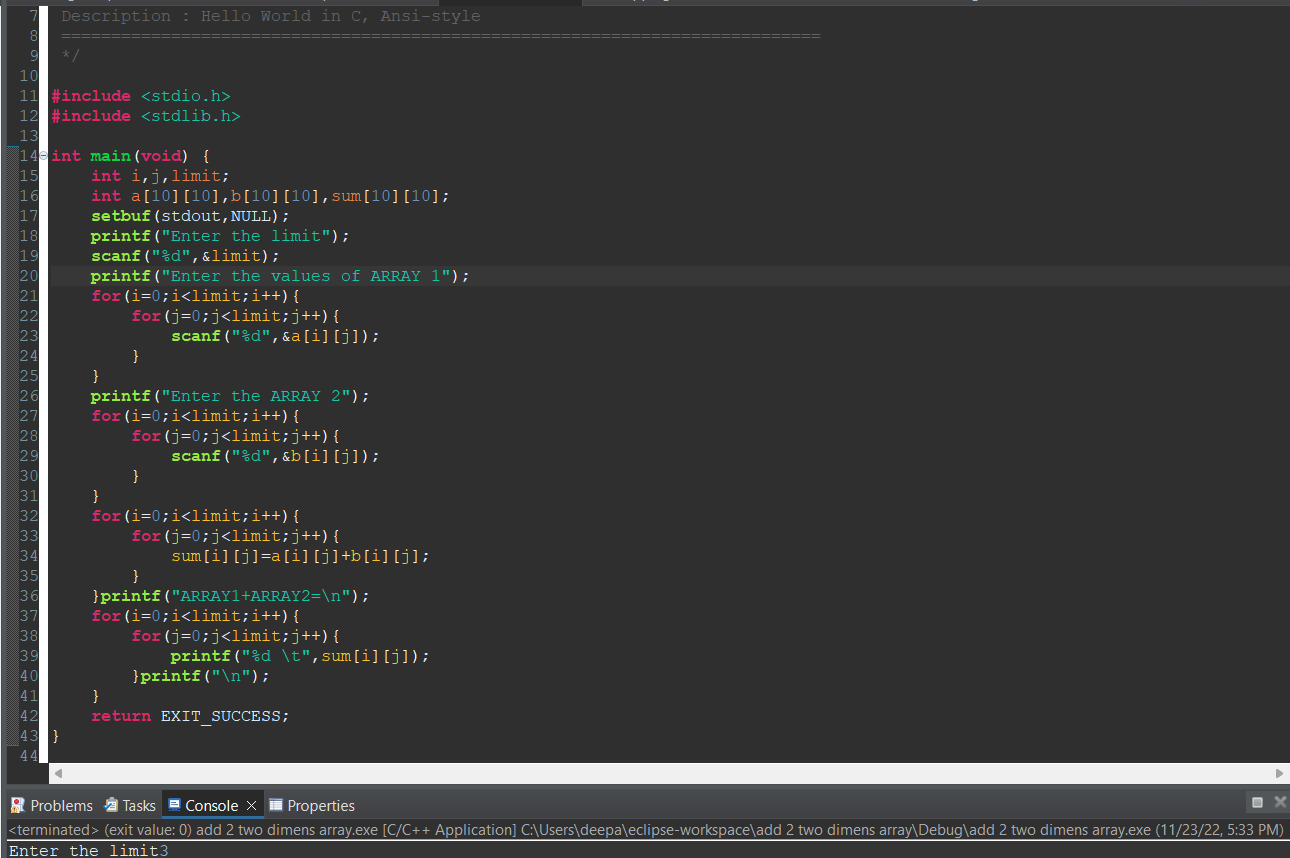 7 Description : Hello World in C, Ansi-style
8 ============================================================================
9 */
10
11 #include <stdio.h>
12 #include <stdlib.h>
13
14 int main(void) {
15     int i,j,limit;
16     int a[10][10],b[10][10],sum[10][10];
17     setbuf(stdout,NULL);
18     printf("Enter the limit");
19     scanf("%d",&limit);
20     printf("Enter the values of ARRAY 1");
21     for(i=0;i<limit;i++){
22         for(j=0;j<limit;j++){
23             scanf("%d",&a[i][j]);
24         }
25     }
26     printf("Enter the ARRAY 2");
27     for(i=0;i<limit;i++){
28         for(j=0;j<limit;j++){
29             scanf("%d",&b[i][j]);
30         }
31     }
32     for(i=0;i<limit;i++){
33         for(j=0;j<limit;j++){
34             sum[i][j]=a[i][j]+b[i][j];
35         }
36     }printf("ARRAY1+ARRAY2=\n");
37     for(i=0;i<limit;i++){
38         for(j=0;j<limit;j++){
39             printf("%d \t",sum[i][j]);
40         }printf("\n");
41     }
42     return EXIT_SUCCESS;
43 }
44
Problems Tasks Console Properties
<terminated> (exit value: 0) add 2 two dimens array.exe [C/C++ Application] C:\Users\deepa\eclipse-workspace\add 2 two dimens array\Debug\add 2 two dimens array.exe (11/23/22, 5:33 PM)
Enter the limit3